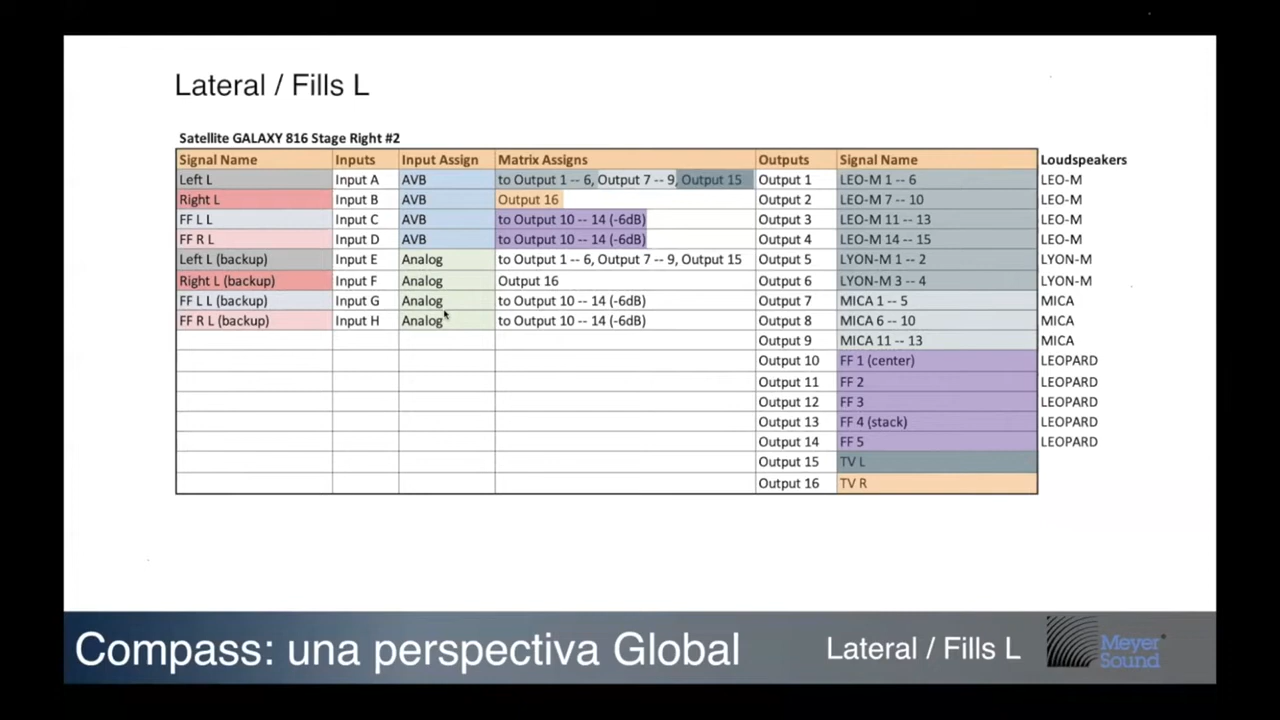 Lateral / Fills L
Satellite GALAXY 816 Stage Right #2
Signal Name Inputs Input Assign Matrix Assigns Outputs Signal Name Loudspeakers
Left L Input A AVB to Output 1 -- 6, Output 7 -- 9, Output 15 Output 1 LEO-M 1 -- 6 LEO-M
Right L Input B AVB Output 16 Output 2 LEO-M 7 -- 10 LEO-M
FF L L Input C AVB to Output 10 -- 14 (-6dB) Output 3 LEO-M 11 -- 13 LEO-M
FF R L Input D AVB to Output 10 -- 14 (-6dB) Output 4 LEO-M 14 -- 15 LEO-M
Left L (backup) Input E Analog to Output 1 -- 6, Output 7 -- 9, Output 15 Output 5 LYON-M 1 -- 2 LYON-M
Right L (backup) Input F Analog Output 16 Output 6 LYON-M 3 -- 4 LYON-M
FF L L (backup) Input G Analog to Output 10 -- 14 (-6dB) Output 7 MICA 1 -- 5 MICA
FF R L (backup) Input H Analog to Output 10 -- 14 (-6dB) Output 8 MICA 6 -- 10 MICA
Output 9 MICA 11 -- 13 MICA
Output 10 FF 1 (center) LEOPARD
Output 11 FF 2 LEOPARD
Output 12 FF 3 LEOPARD
Output 13 FF 4 (stack) LEOPARD
Output 14 FF 5 LEOPARD
Output 15 TV L
Output 16 TV R
Compass: una perspectiva Global Lateral / Fills L
Meyer
Sound